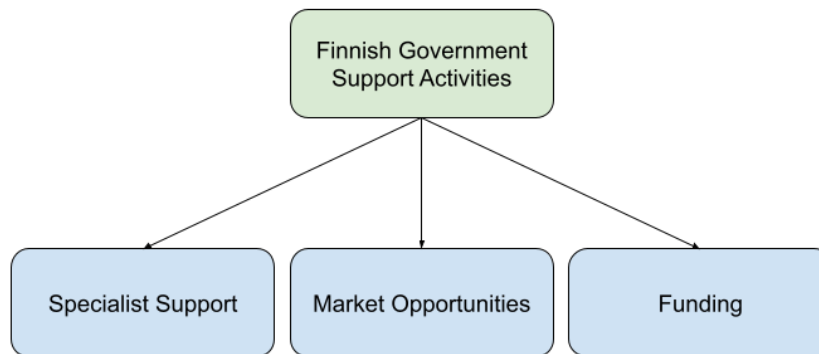 Finnish Government
Support Activities
Specialist Support
Market Opportunities
Funding